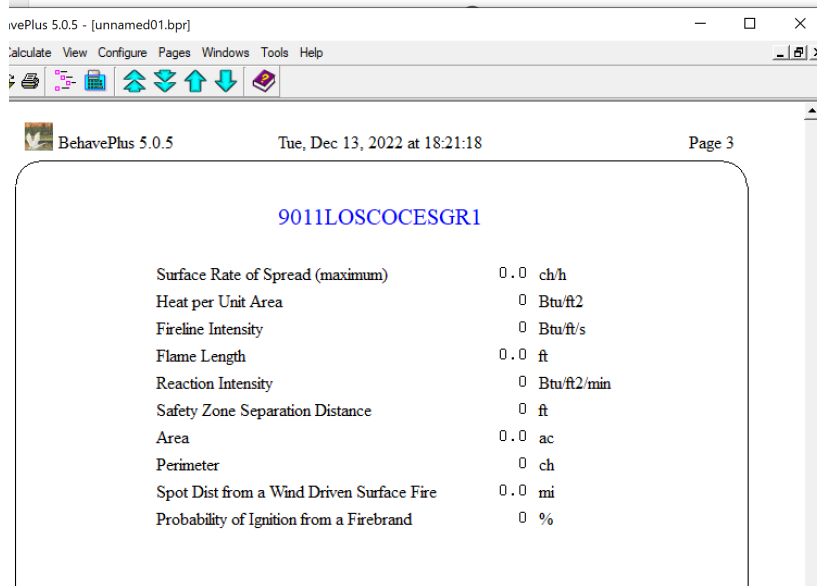 avePlus 5.0.5 - [unnamed01.bpr]
Calculate View Configure Pages Windows Tools Help
BehavePlus 5.0.5 Tue, Dec 13, 2022 at 18:21:18 Page 3
9011LOSCOCESGR1
Surface Rate of Spread (maximum) 0.0 ch/h
Heat per Unit Area 0 Btu/ft2
Fireline Intensity 0 Btu/ft/s
Flame Length 0.0 ft
Reaction Intensity 0 Btu/ft2/min
Safety Zone Separation Distance 0 ft
Area 0.0 ac
Perimeter 0 ch
Spot Dist from a Wind Driven Surface Fire 0.0 mi
Probability of Ignition from a Firebrand 0 %